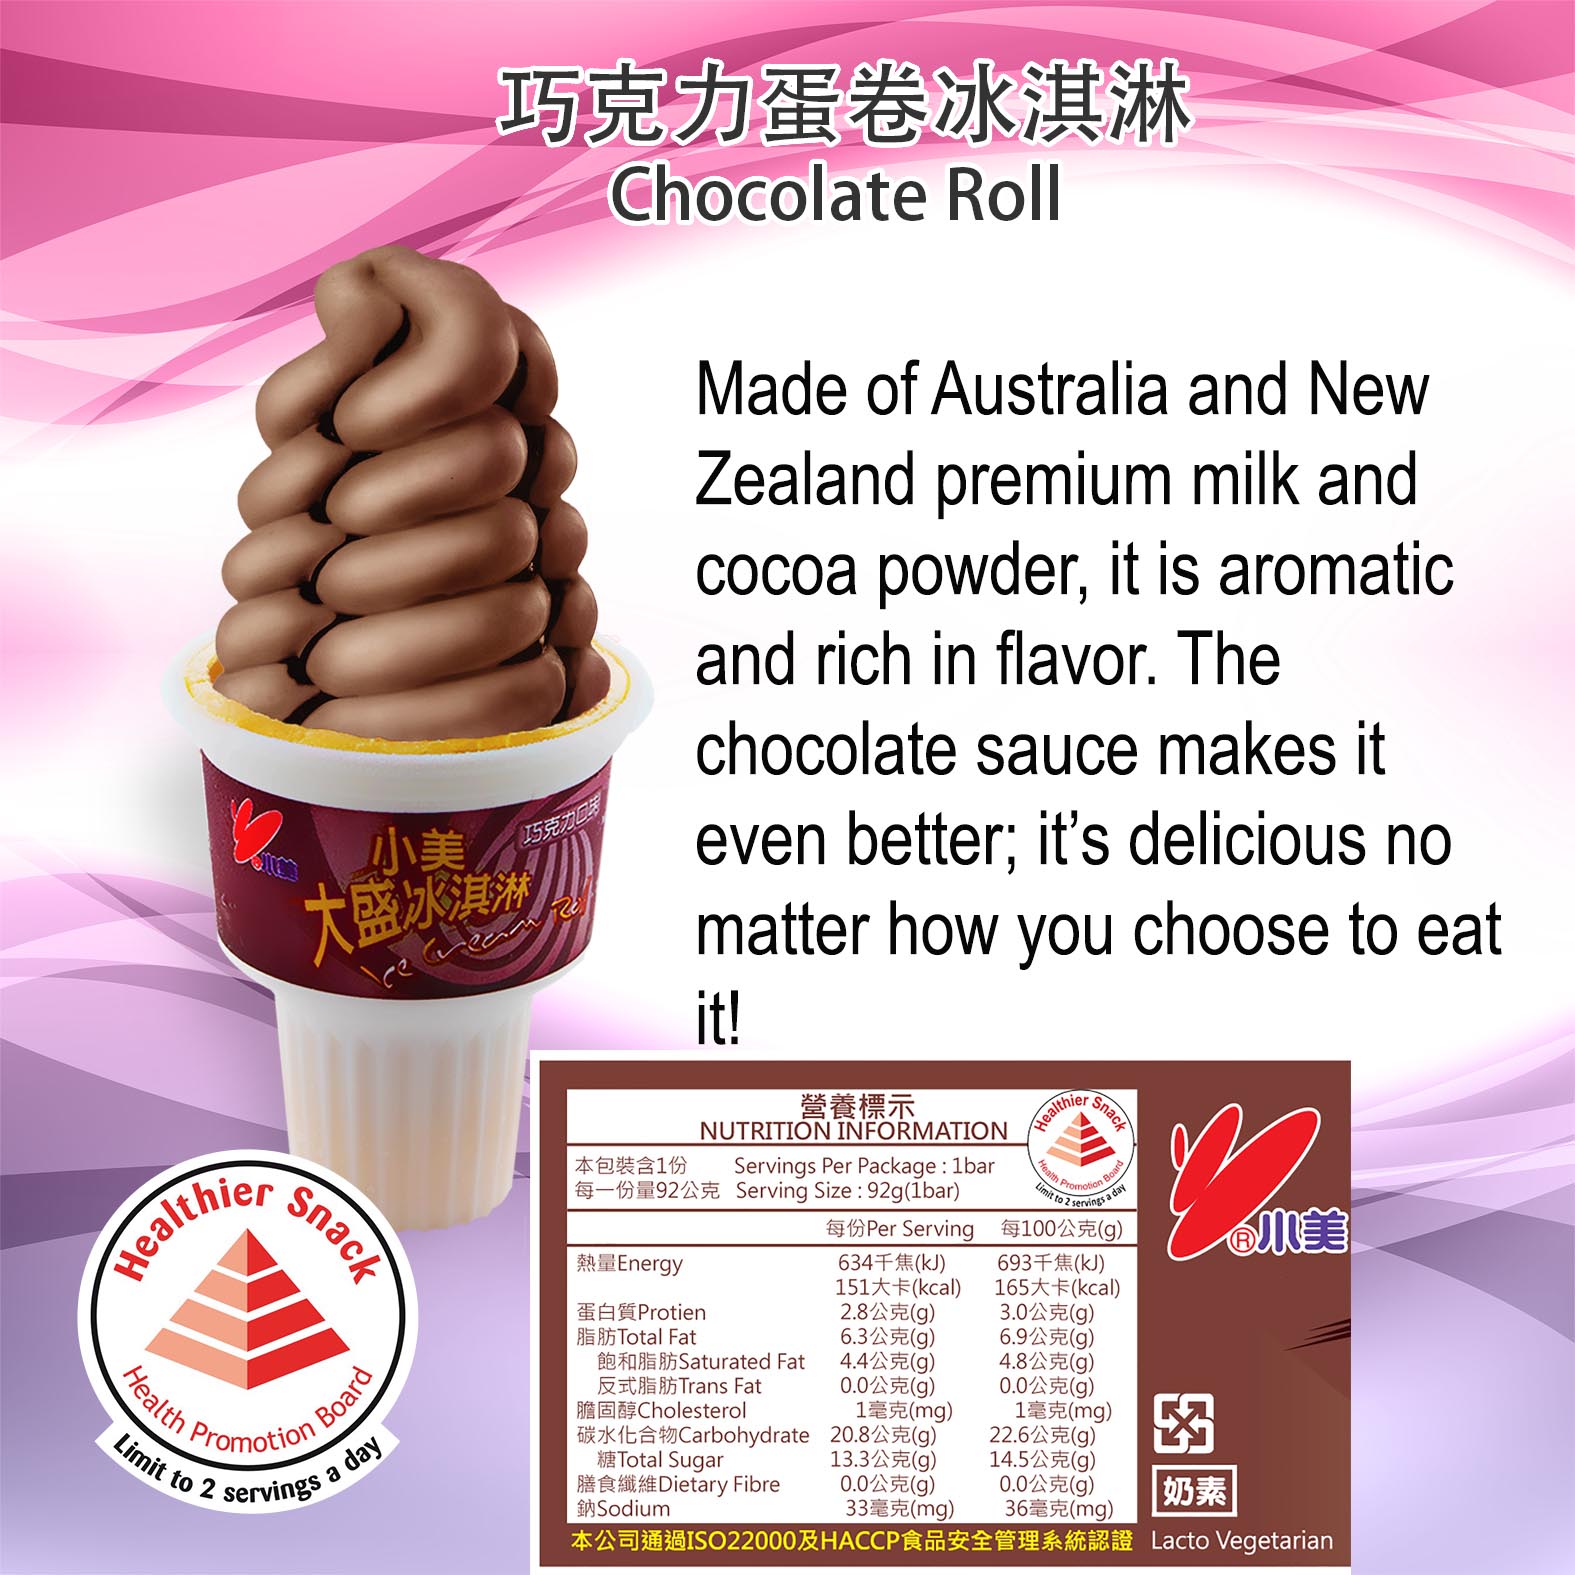 巧克力蛋卷冰淇淋
Chocolate Roll
Made of Australia and New
Zealand premium milk and
cocoa powder, it is aromatic
and rich in flavor. The
chocolate sauce makes it
even better; it’s delicious no
matter how you choose to eat
it!
小美
巧克力口味
小美
大盛冰淇淋
Ice Cream Roll
Healthier Snack
Health Promotion Board
Limit to 2 servings a day
營養標示
NUTRITION INFORMATION
Healthier Snack
Health Promotion Board
Limit to 2 servings a day
本包裝含1份 Servings Per Package : 1bar
每一份量92公克 Serving Size : 92g(1bar)
每份Per Serving 每100公克(g)
熱量Energy 634千焦(kJ) 693千焦(kJ)
151大卡(kcal) 165大卡(kcal)
蛋白質Protien 2.8公克(g) 3.0公克(g)
脂肪Total Fat 6.3公克(g) 6.9公克(g)
飽和脂肪Saturated Fat 4.4公克(g) 4.8公克(g)
反式脂肪Trans Fat 0.0公克(g) 0.0公克(g)
膽固醇Cholesterol 1毫克(mg) 1毫克(mg)
碳水化合物Carbohydrate 20.8公克(g) 22.6公克(g)
糖Total Sugar 13.3公克(g) 14.5公克(g)
膳食纖維Dietary Fibre 0.0公克(g) 0.0公克(g)
鈉Sodium 33毫克(mg) 36毫克(mg)
本公司通過ISO22000及HACCP食品安全管理系統認證
®小美
奶素
Lacto Vegetarian